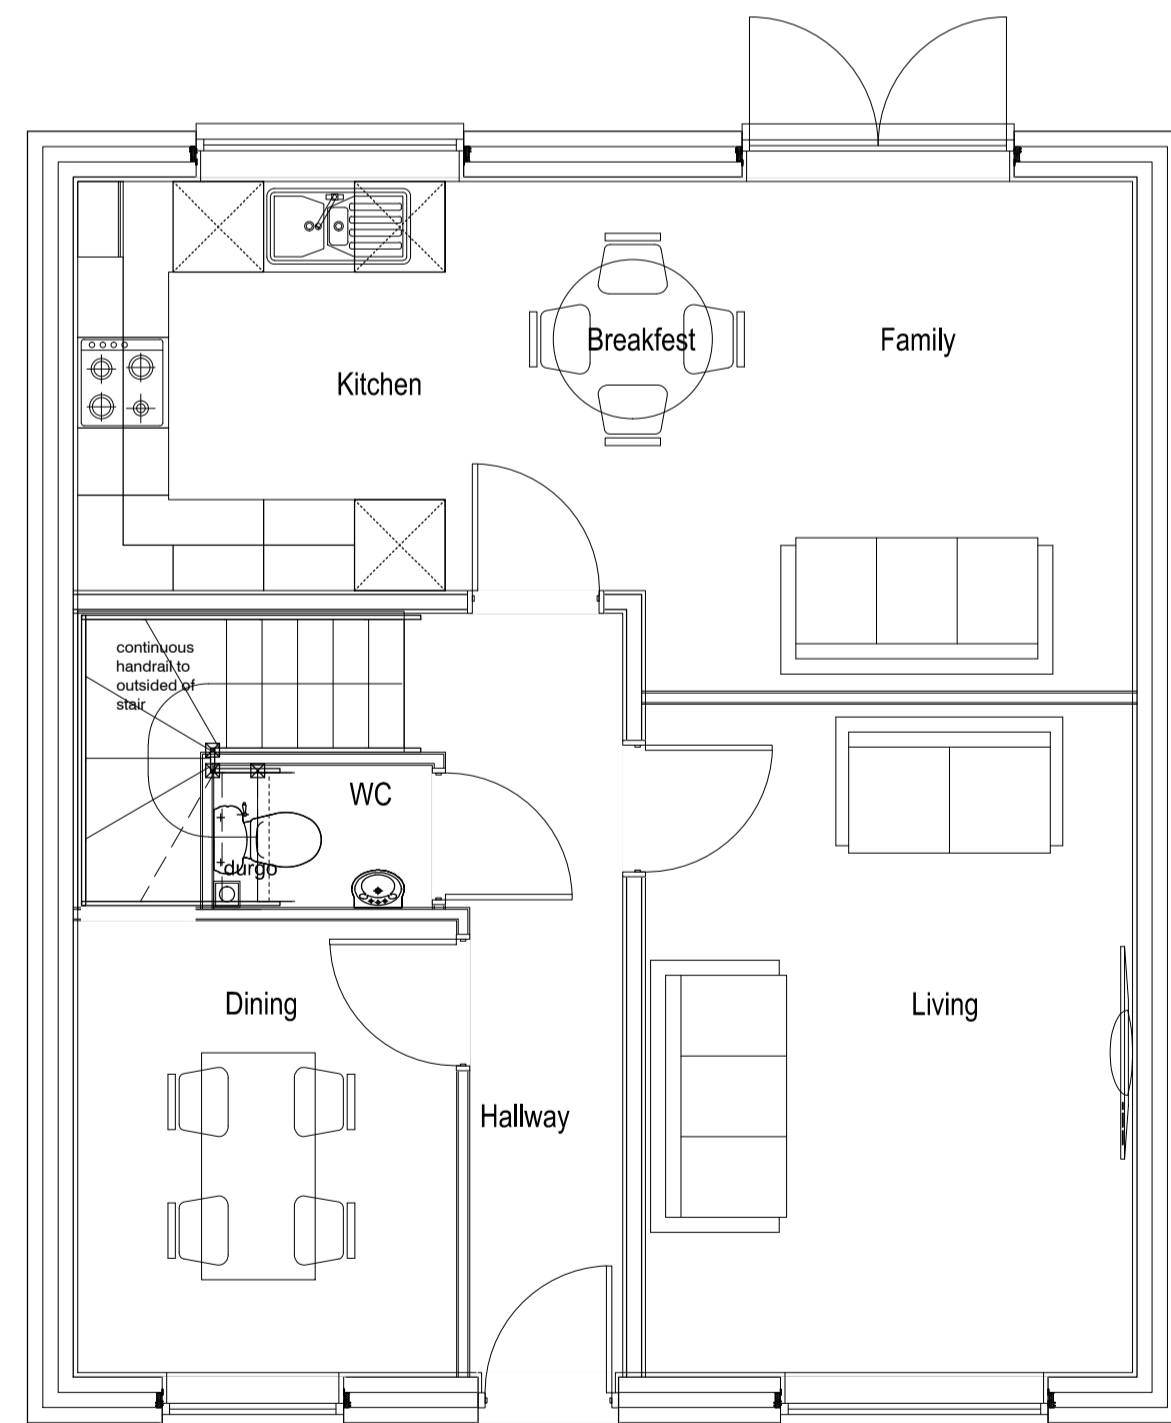 Breakfest
Family
Kitchen
continuous
handrail to
outsided of
stair
WC
durgo
Dining
Living
Hallway